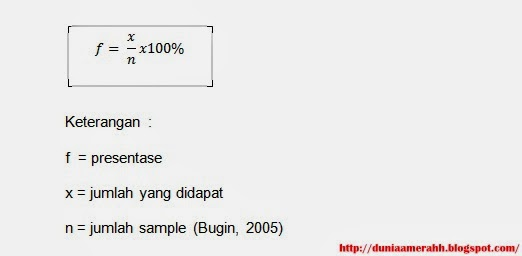 f = x/n x100%
Keterangan :
f = presentase
x = jumlah yang didapat
n = jumlah sample (Bugin, 2005)
http://duniaamerahh.blogspot.com/